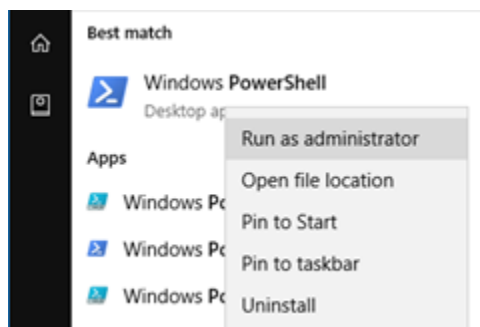 Best match
Windows PowerShell
Desktop ap
Run as administrator
Apps
Open file location
Windows Po
Pin to Start
Windows Po
Pin to taskbar
Windows Po
Uninstall